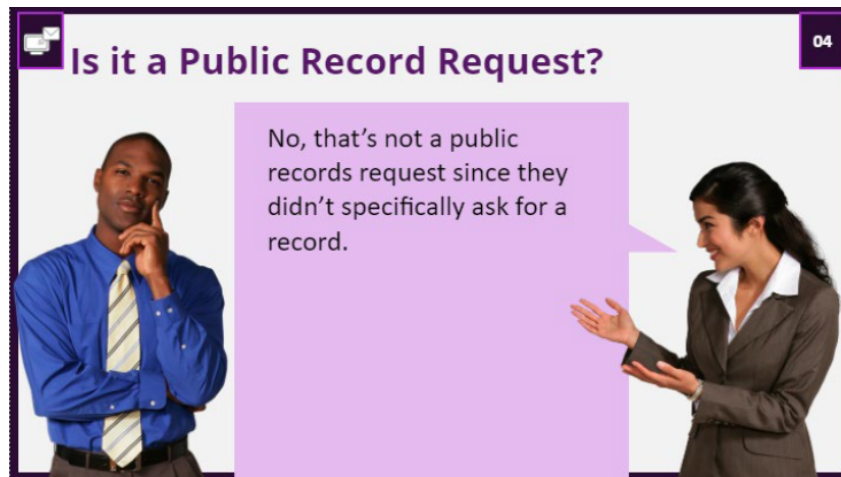 04
Is it a Public Record Request?
No, that’s not a public
records request since they
didn’t specifically ask for a
record.